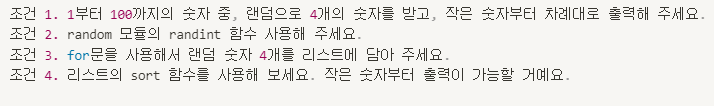 조건 1. 1부터 100까지의 숫자 중, 랜덤으로 4개의 숫자를 받고, 작은 숫자부터 차례대로 출력해 주세요.
조건 2. random 모듈의 randint 함수 사용해 주세요.
조건 3. for문을 사용해서 랜덤 숫자 4개를 리스트에 담아 주세요.
조건 4. 리스트의 sort 함수를 사용해 보세요. 작은 숫자부터 출력이 가능할 거예요.